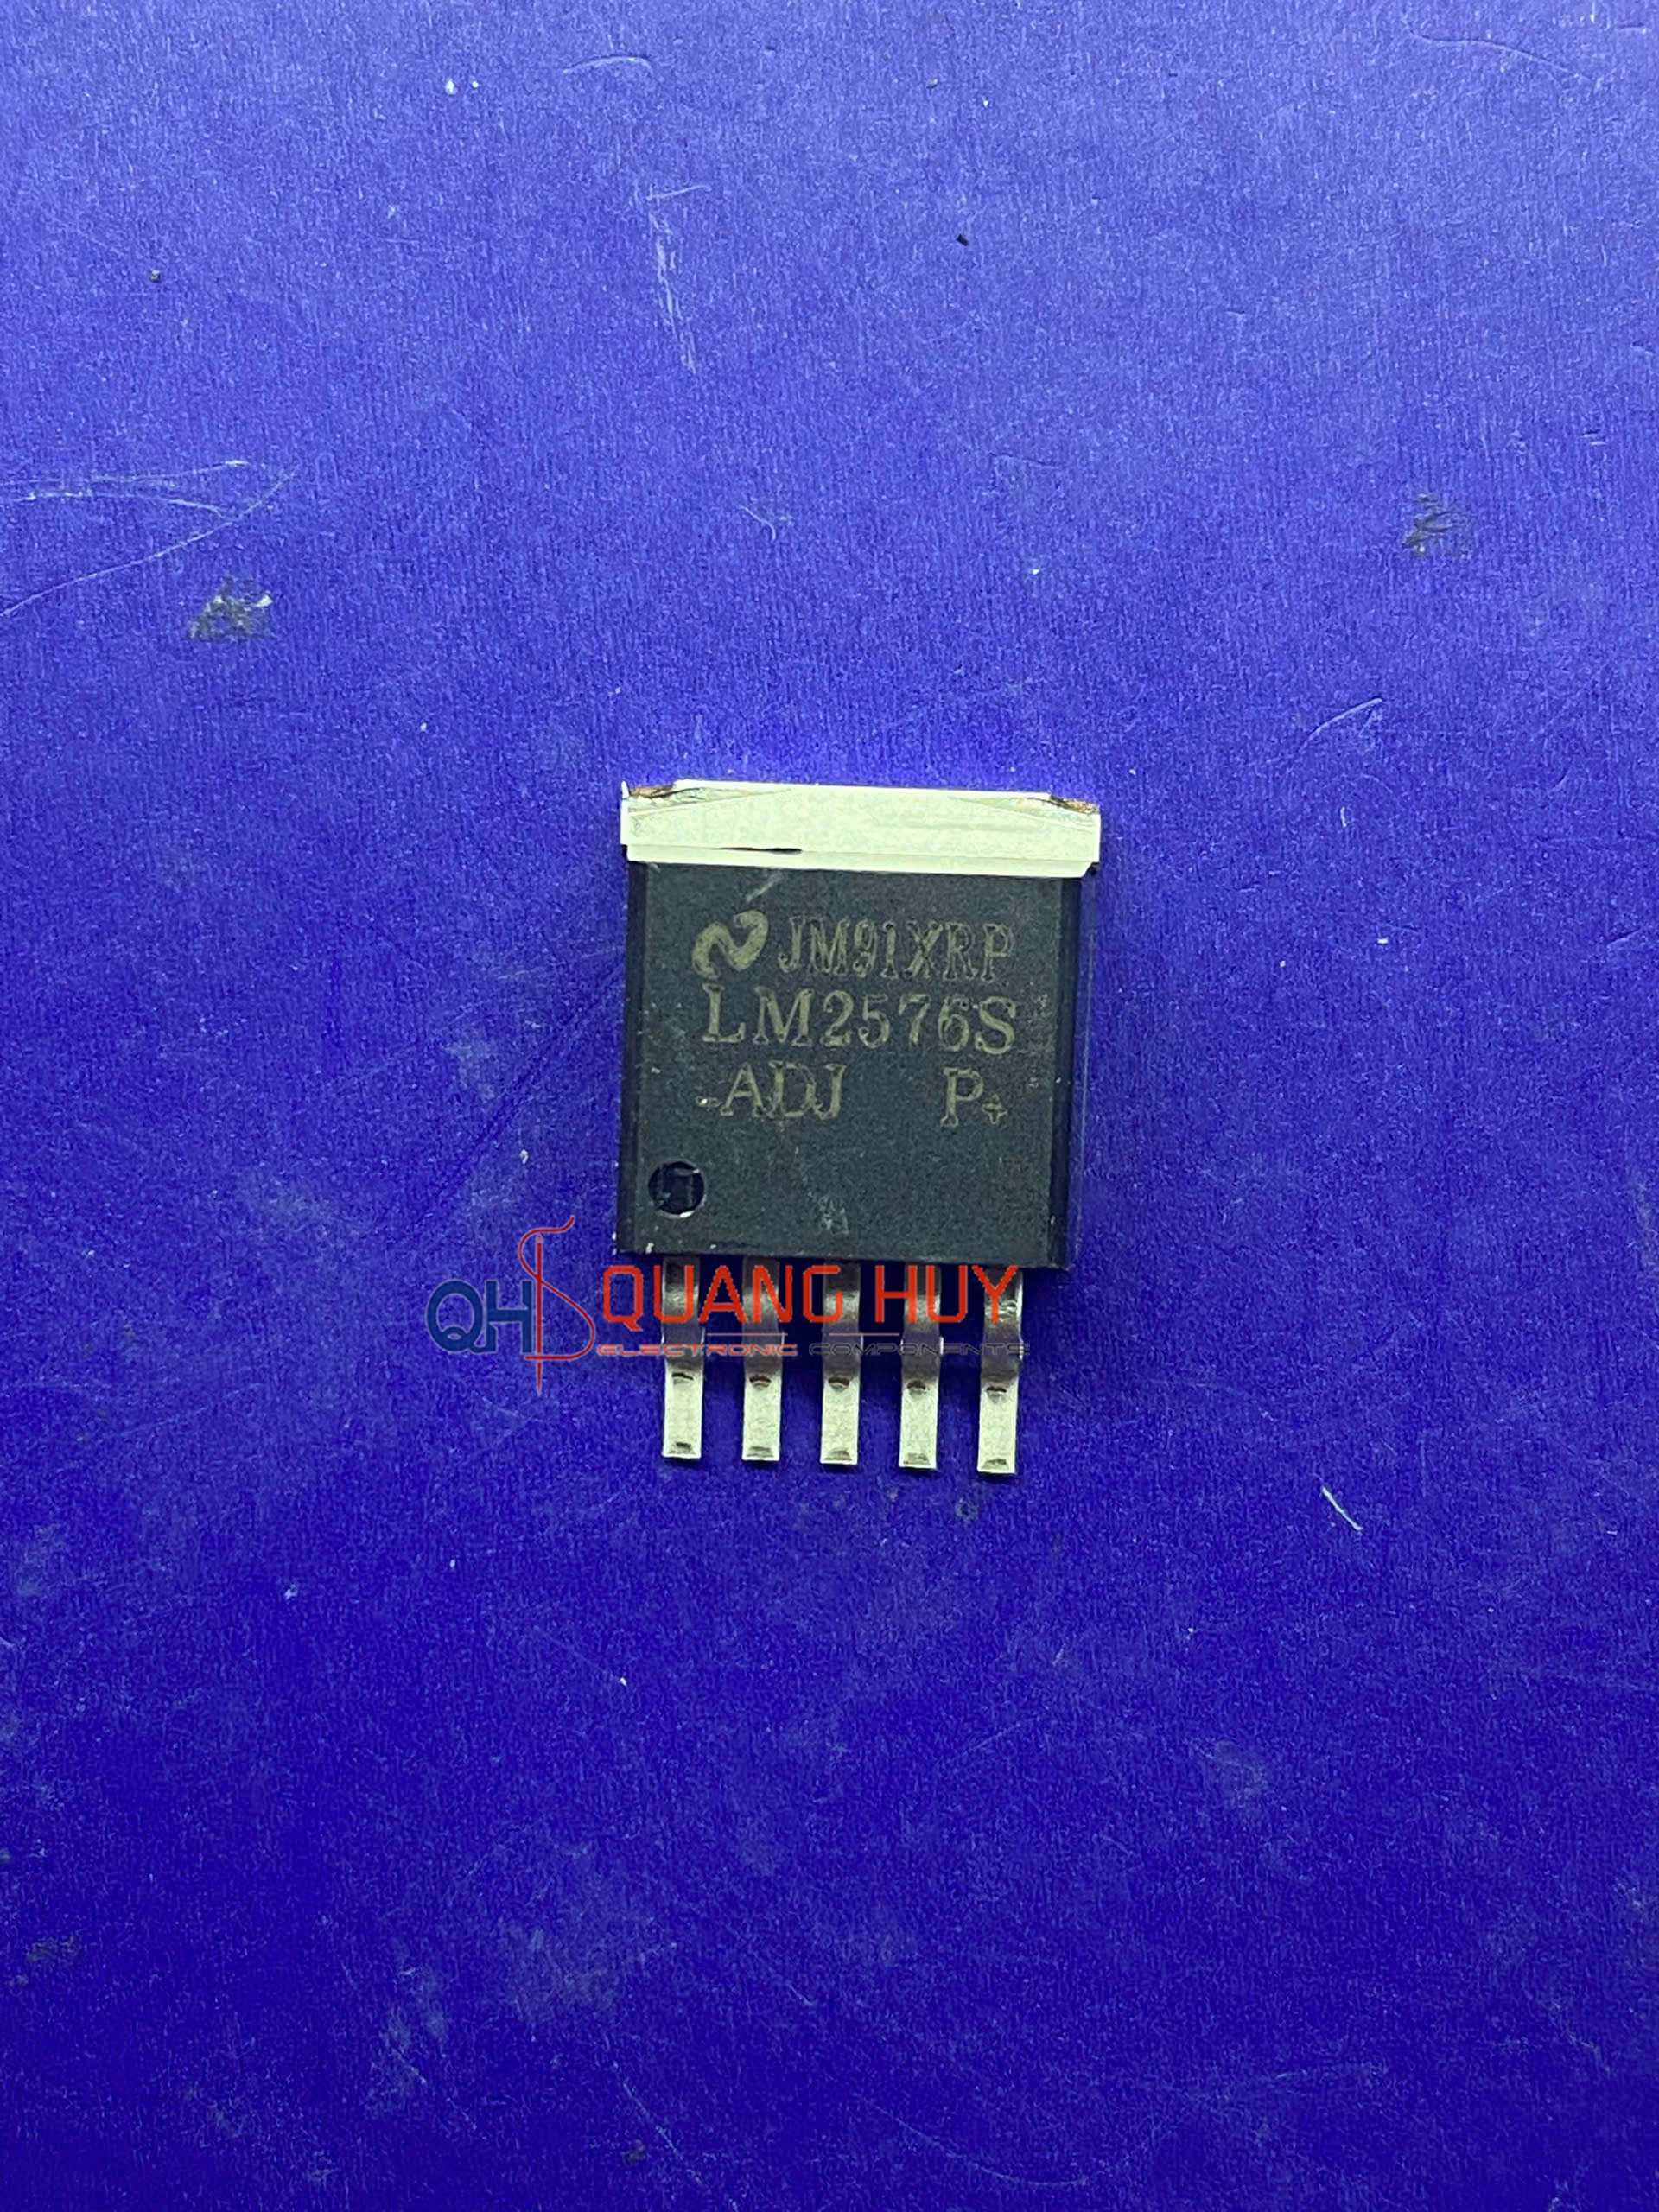 JM91XRP
LM2576S
-ADJ P+
QH QUANG HUY
ELECTRONIC COMPONENTS